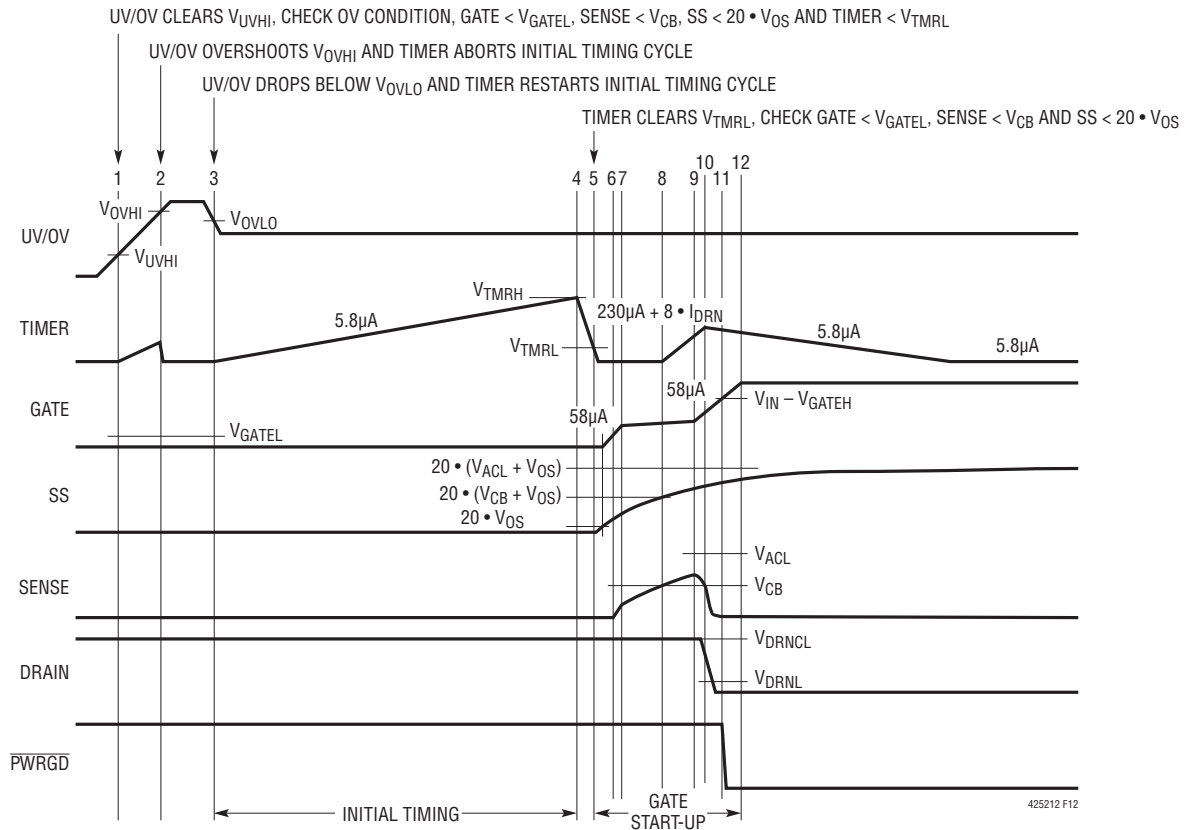 UV/OV CLEARS VUVHI, CHECK OV CONDITION, GATE < VGATEL, SENSE < VCB, SS < 20 • VOS AND TIMER < VTMRL
UV/OV OVERSHOOTS VOVHI AND TIMER ABORTS INITIAL TIMING CYCLE
UV/OV DROPS BELOW VOVLO AND TIMER RESTARTS INITIAL TIMING CYCLE
TIMER CLEARS VTMRL, CHECK GATE < VGATEL, SENSE < VCB AND SS < 20 • VOS
1 2 3 4 5 6 7 8 9 10 11 12
UV/OV
VOVHI
VOVLO
VUVHI
TIMER
5.8µA
VTMRH
VTMRL
230µA + 8 • IDRN
5.8µA
5.8µA
GATE
VGATEL
58µA
58µA
VIN – VGATEH
SS
20 • (VACL + VOS)
20 • (VCB + VOS)
20 • VOS
SENSE
VACL
VCB
DRAIN
VDRNCL
VDRNL
PWRGD
INITIAL TIMING
GATE
START-UP
425212 F12